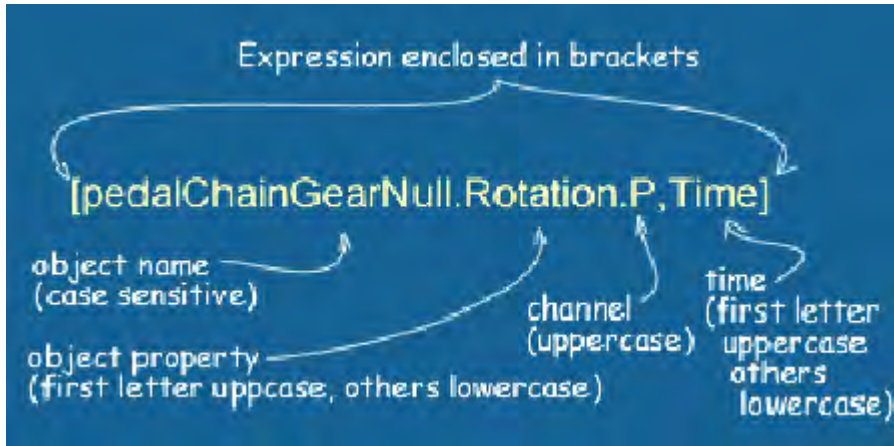 Expression enclosed in brackets
[pedalChainGearNull.Rotation.P,Time]
object name
(case sensitive)
object property
(first letter uppcase, others lowercase)
channel
(uppercase)
time
(first letter
uppercase
others
lowercase)